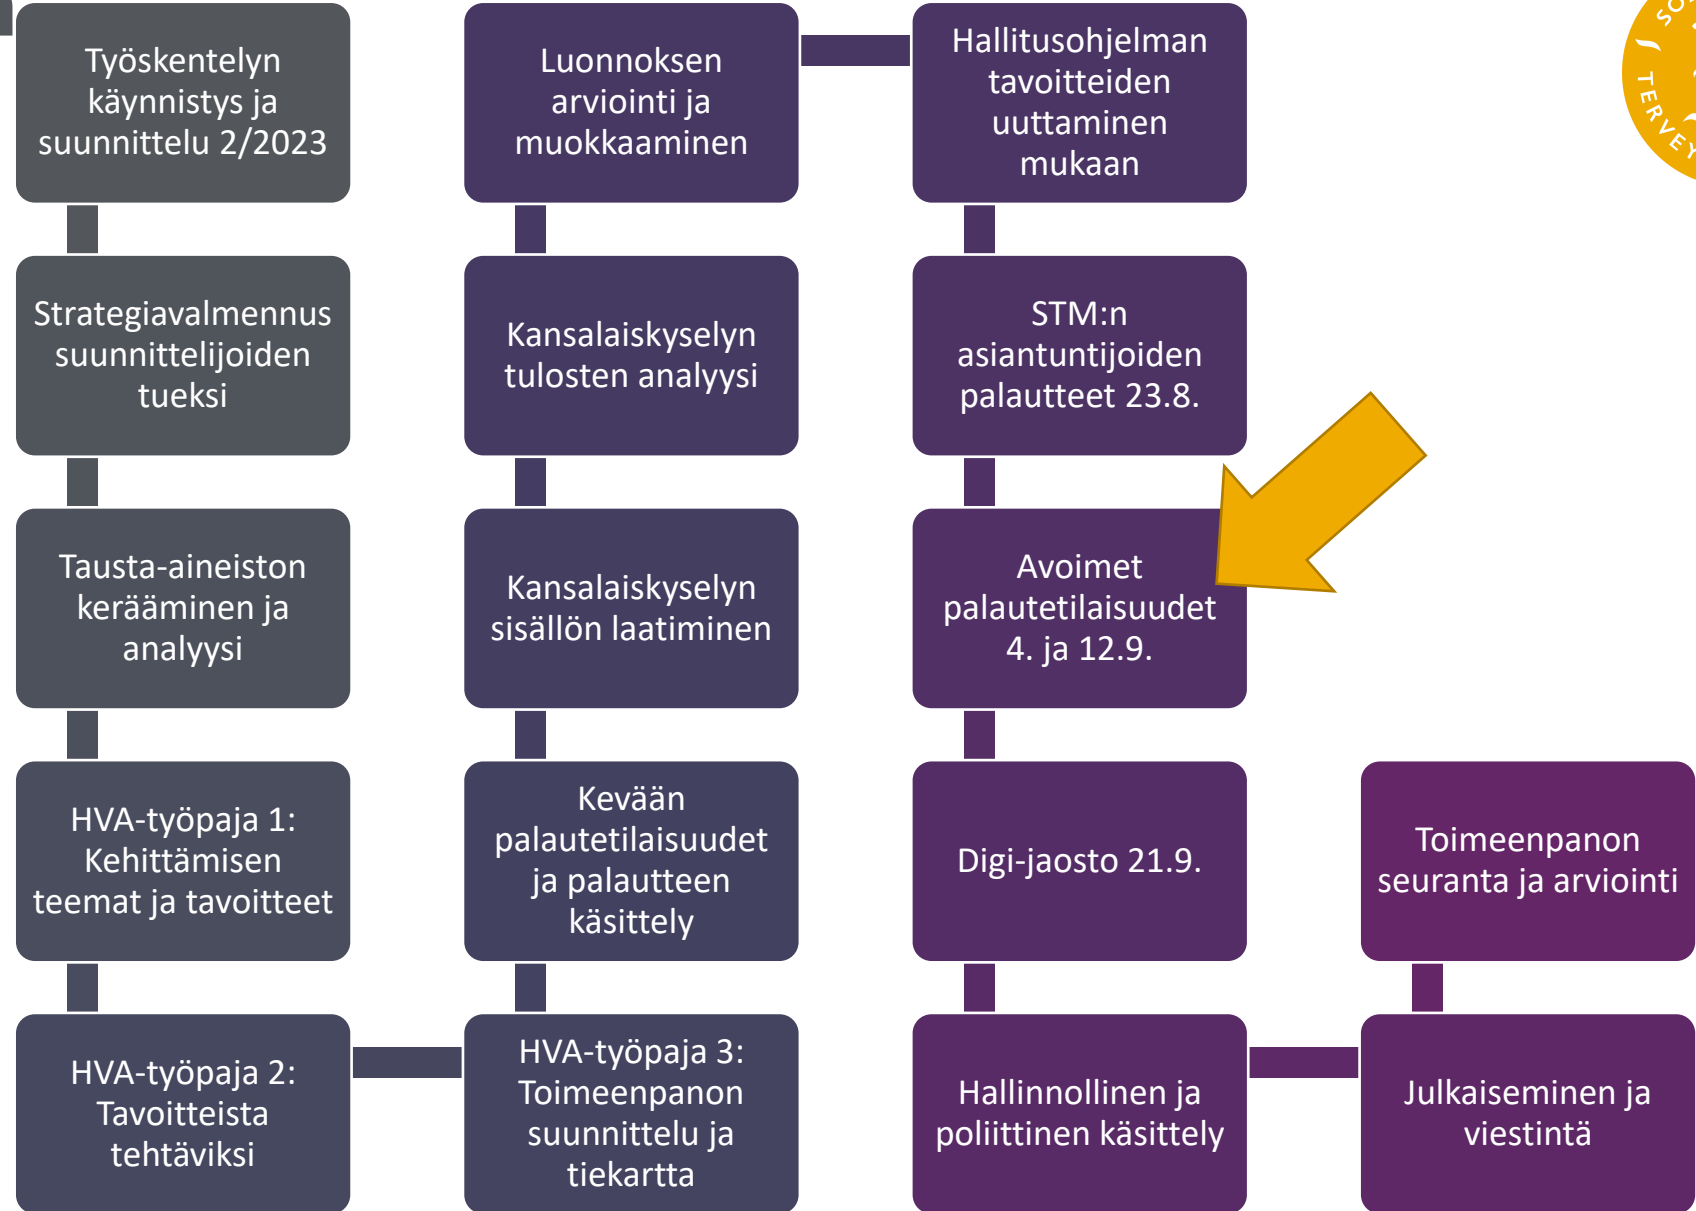 Työskentelyn
käynnistys ja
suunnittelu 2/2023
Strategiavalmennus
suunnittelijoiden
tueksi
Tausta-aineiston
kerääminen ja
analyysi
HVA-työpaja 1:
Kehittämisen
teemat ja tavoitteet
HVA-työpaja 2:
Tavoitteista
tehtäviksi
HVA-työpaja 3:
Toimeenpanon
suunnittelu ja
tiekartta
Kevään
palautetilaisuudet
ja palautteen
käsittely
Kansalaiskyselyn
sisällön laatiminen
Kansalaiskyselyn
tulosten analyysi
Luonnoksen
arviointi ja
muokkaaminen
Hallitusohjelman
tavoitteiden
uuttaminen
mukaan
STM:n
asiantuntijoiden
palautteet 23.8.
Avoimet
palautetilaisuudet
4. ja 12.9.
Digi-jaosto 21.9.
Hallinnollinen ja
poliittinen käsittely
Julkaiseminen ja
viestintä
Toimeenpanon
seuranta ja arviointi